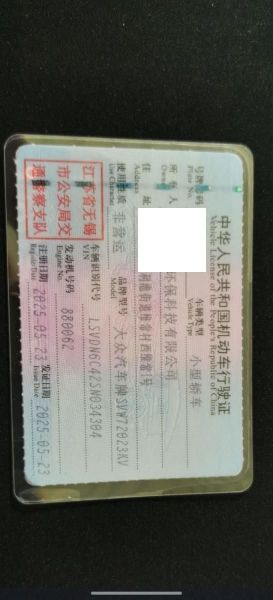 中华人民共和国机动车行驶证
Vehicle License of the People's Republic of China
号牌号码
Plate No.
车辆类型 小型轿车
Vehicle Type
所有人 环保科技有限公司
Owner
住址
Address
使用性质 非营运
Use Character
品牌型号 大众汽车牌SVW72023KV
Model
江苏省无锡
市公安局交
通警察支队
车辆识别代号 LSVDN6C42SN034304
VIN
发动机号码 880062
Engine No.
注册日期 2025-05-23
Register Date
发证日期 2025-05-23
Issue Date